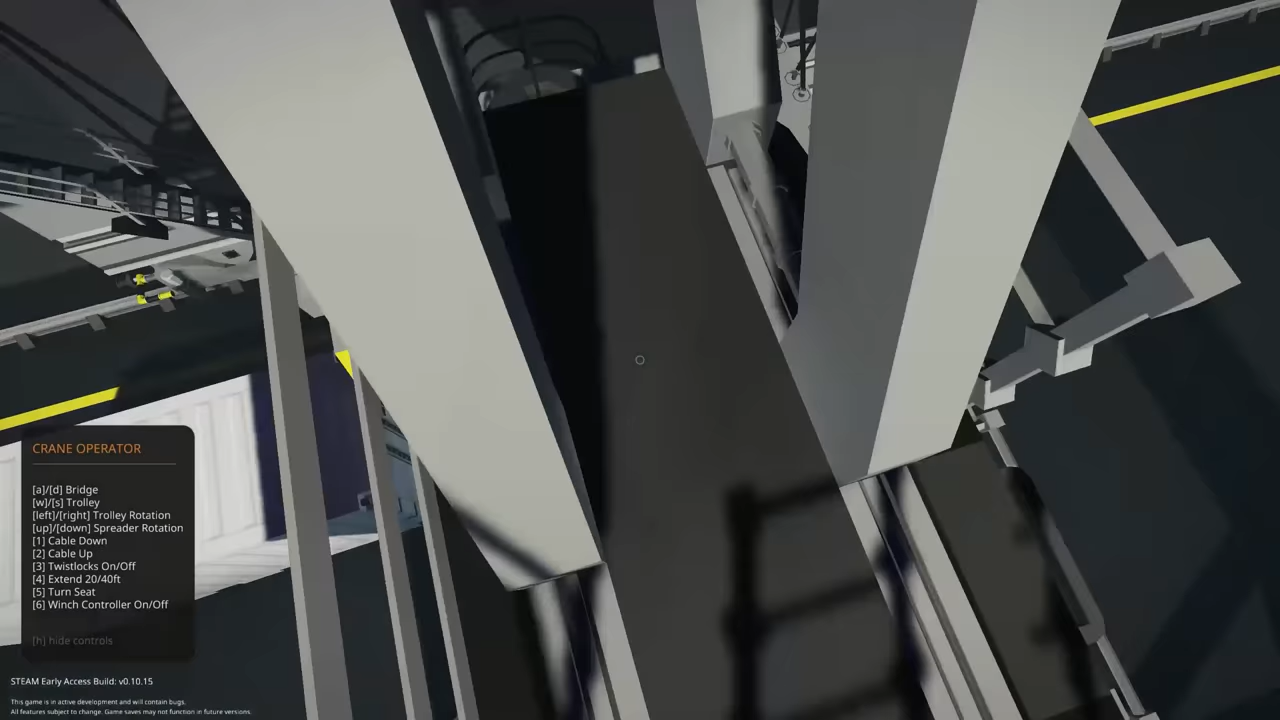 CRANE OPERATOR
[a]/[d] Bridge
[w]/[s] Trolley
[left]/[right] Trolley Rotation
[up]/[down] Spreader Rotation
[1] Cable Down
[2] Cable Up
[3] Twistlocks On/Off
[4] Extend 20/40ft
[5] Turn Seat
[6] Winch Controller On/Off
[h] hide controls
STEAM Early Access Build: v0.10.15
This game is in active development and will contain bugs.
All features subject to change. Game saves may not function in future versions.